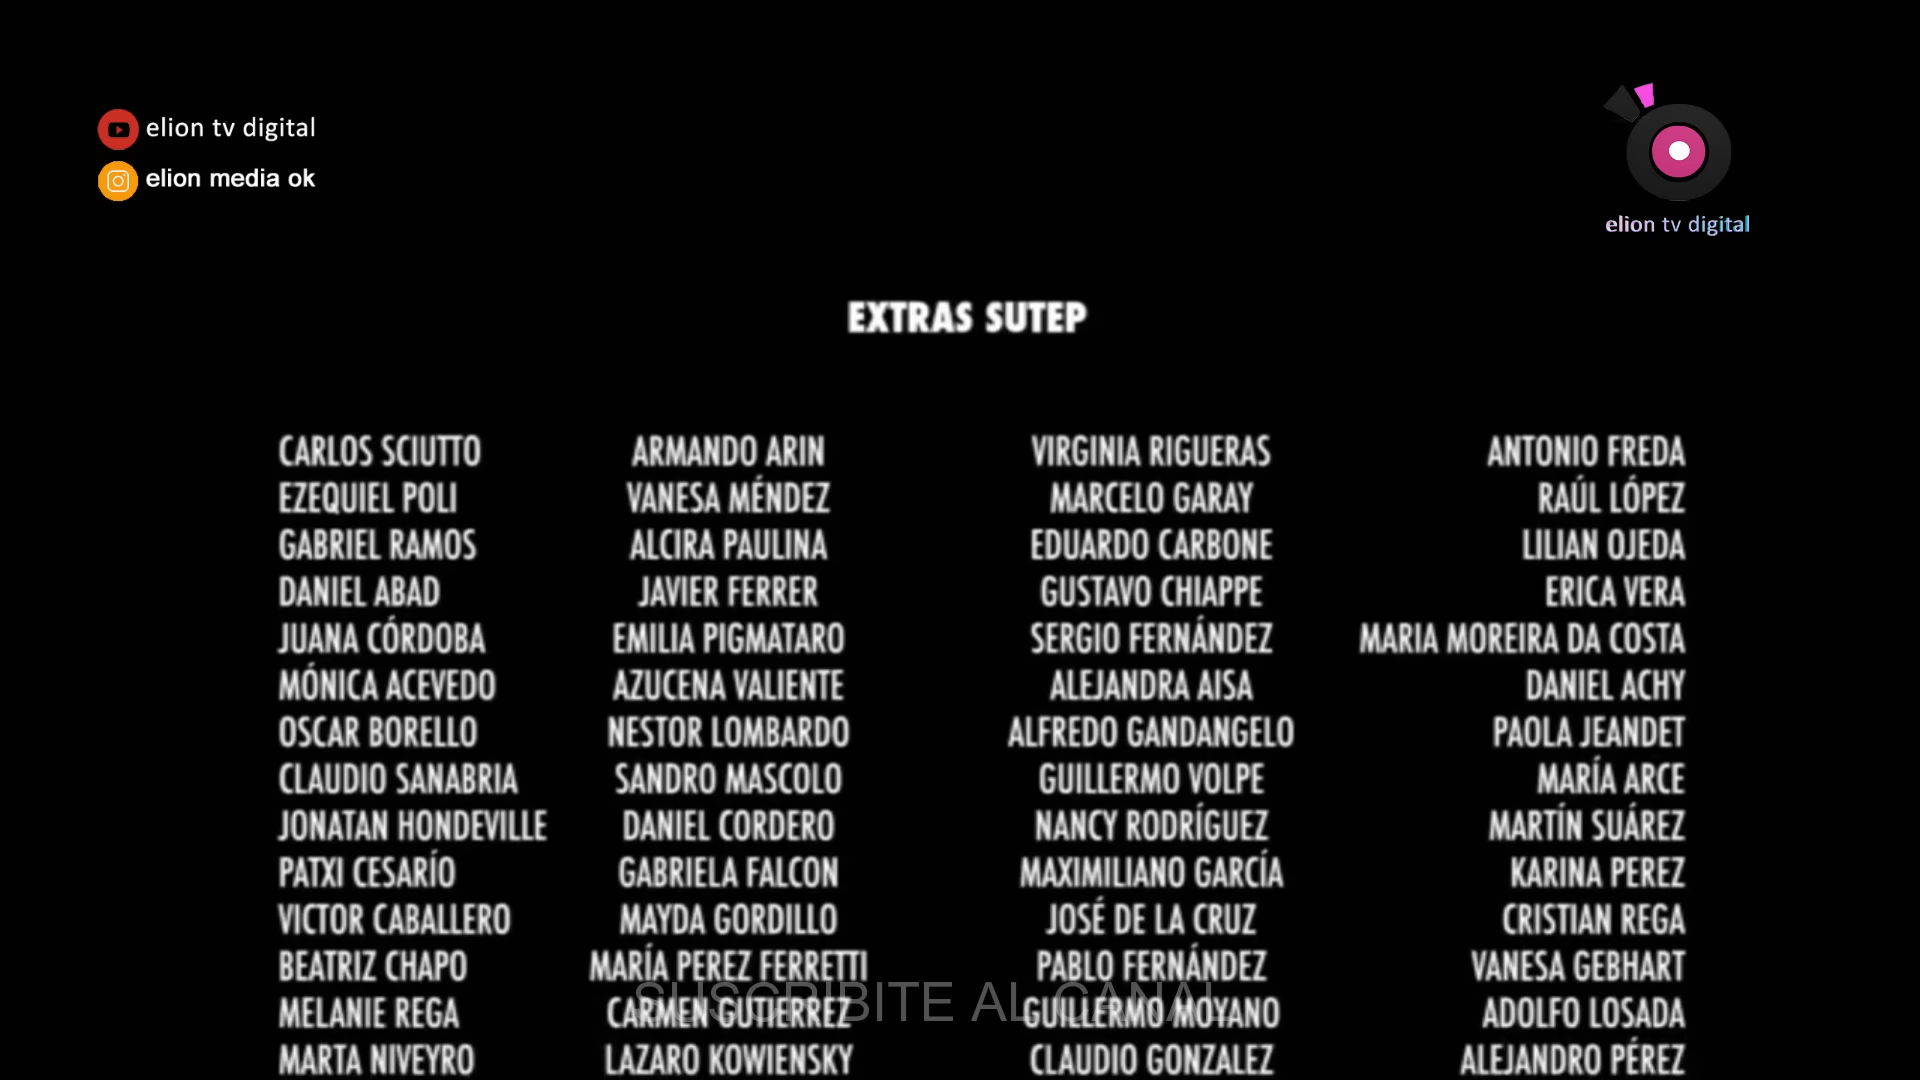 elion tv digital
elion media ok
elion tv digital
EXTRAS SUTEP
CARLOS SCIUTTO ARMANDO ARIN VIRGINIA RIGUERAS ANTONIO FREDA
EZEQUIEL POLI VANESA MÉNDEZ MARCELO GARAY RAÚL LÓPEZ
GABRIEL RAMOS ALCIRA PAULINA EDUARDO CARBONE LILIAN OJEDA
DANIEL ABAD JAVIER FERRER GUSTAVO CHIAPPE ERICA VERA
JUANA CÓRDOBA EMILIA PIGMATARO SERGIO FERNÁNDEZ MARIA MOREIRA DA COSTA
MÓNICA ACEVEDO AZUCENA VALIENTE ALEJANDRA AISA DANIEL ACHY
OSCAR BORELLO NESTOR LOMBARDO ALFREDO GANDANGELO PAOLA JEANDET
CLAUDIO SANABRIA SANDRO MASCOLO GUILLERMO VOLPE MARÍA ARCE
JONATAN HONDEVILLE DANIEL CORDERO NANCY RODRÍGUEZ MARTÍN SUÁREZ
PATXI CESARÍO GABRIELA FALCON MAXIMILIANO GARCÍA KARINA PEREZ
VICTOR CABALLERO MAYDA GORDILLO JOSÉ DE LA CRUZ CRISTIAN REGA
BEATRIZ CHAPO MARÍA PEREZ FERRETTI PABLO FERNÁNDEZ VANESA GEBHART
SUSCRIBITE AL CANAL
MELANIE REGA CARMEN GUTIERREZ GUILLERMO MOYANO ADOLFO LOSADA
MARTA NIVEYRO LAZARO KOWIENSKY CLAUDIO GONZALEZ ALEJANDRO PÉREZ